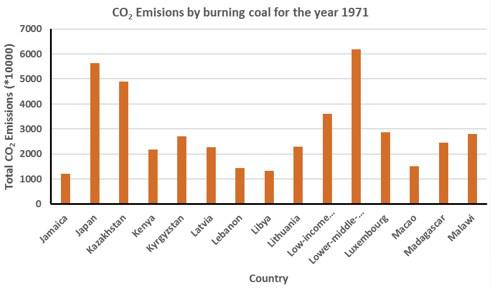 CO₂ Emisions by burning coal for the year 1971
Total CO₂ Emissions (*10000)
7000
6000
5000
4000
3000
2000
1000
0
Jamaica
Japan
Kazakhstan
Kenya
Kyrgyzstan
Latvia
Lebanon
Libya
Lithuania
Low-income...
Lower-middle-...
Luxembourg
Macao
Madagascar
Malawi
Country